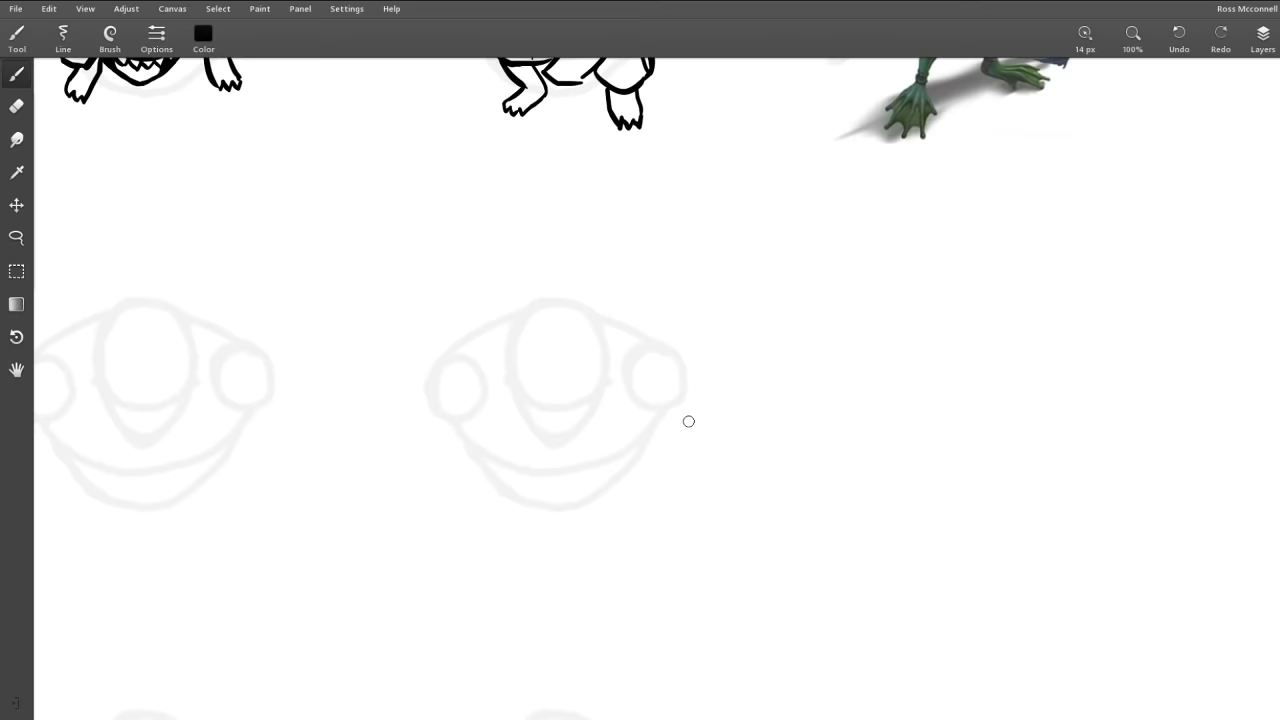 File Edit View Adjust Canvas Select Paint Panel Settings Help Ross Mcconnell
Tool Line Brush Options Color 14 px 100% Undo Redo Layers